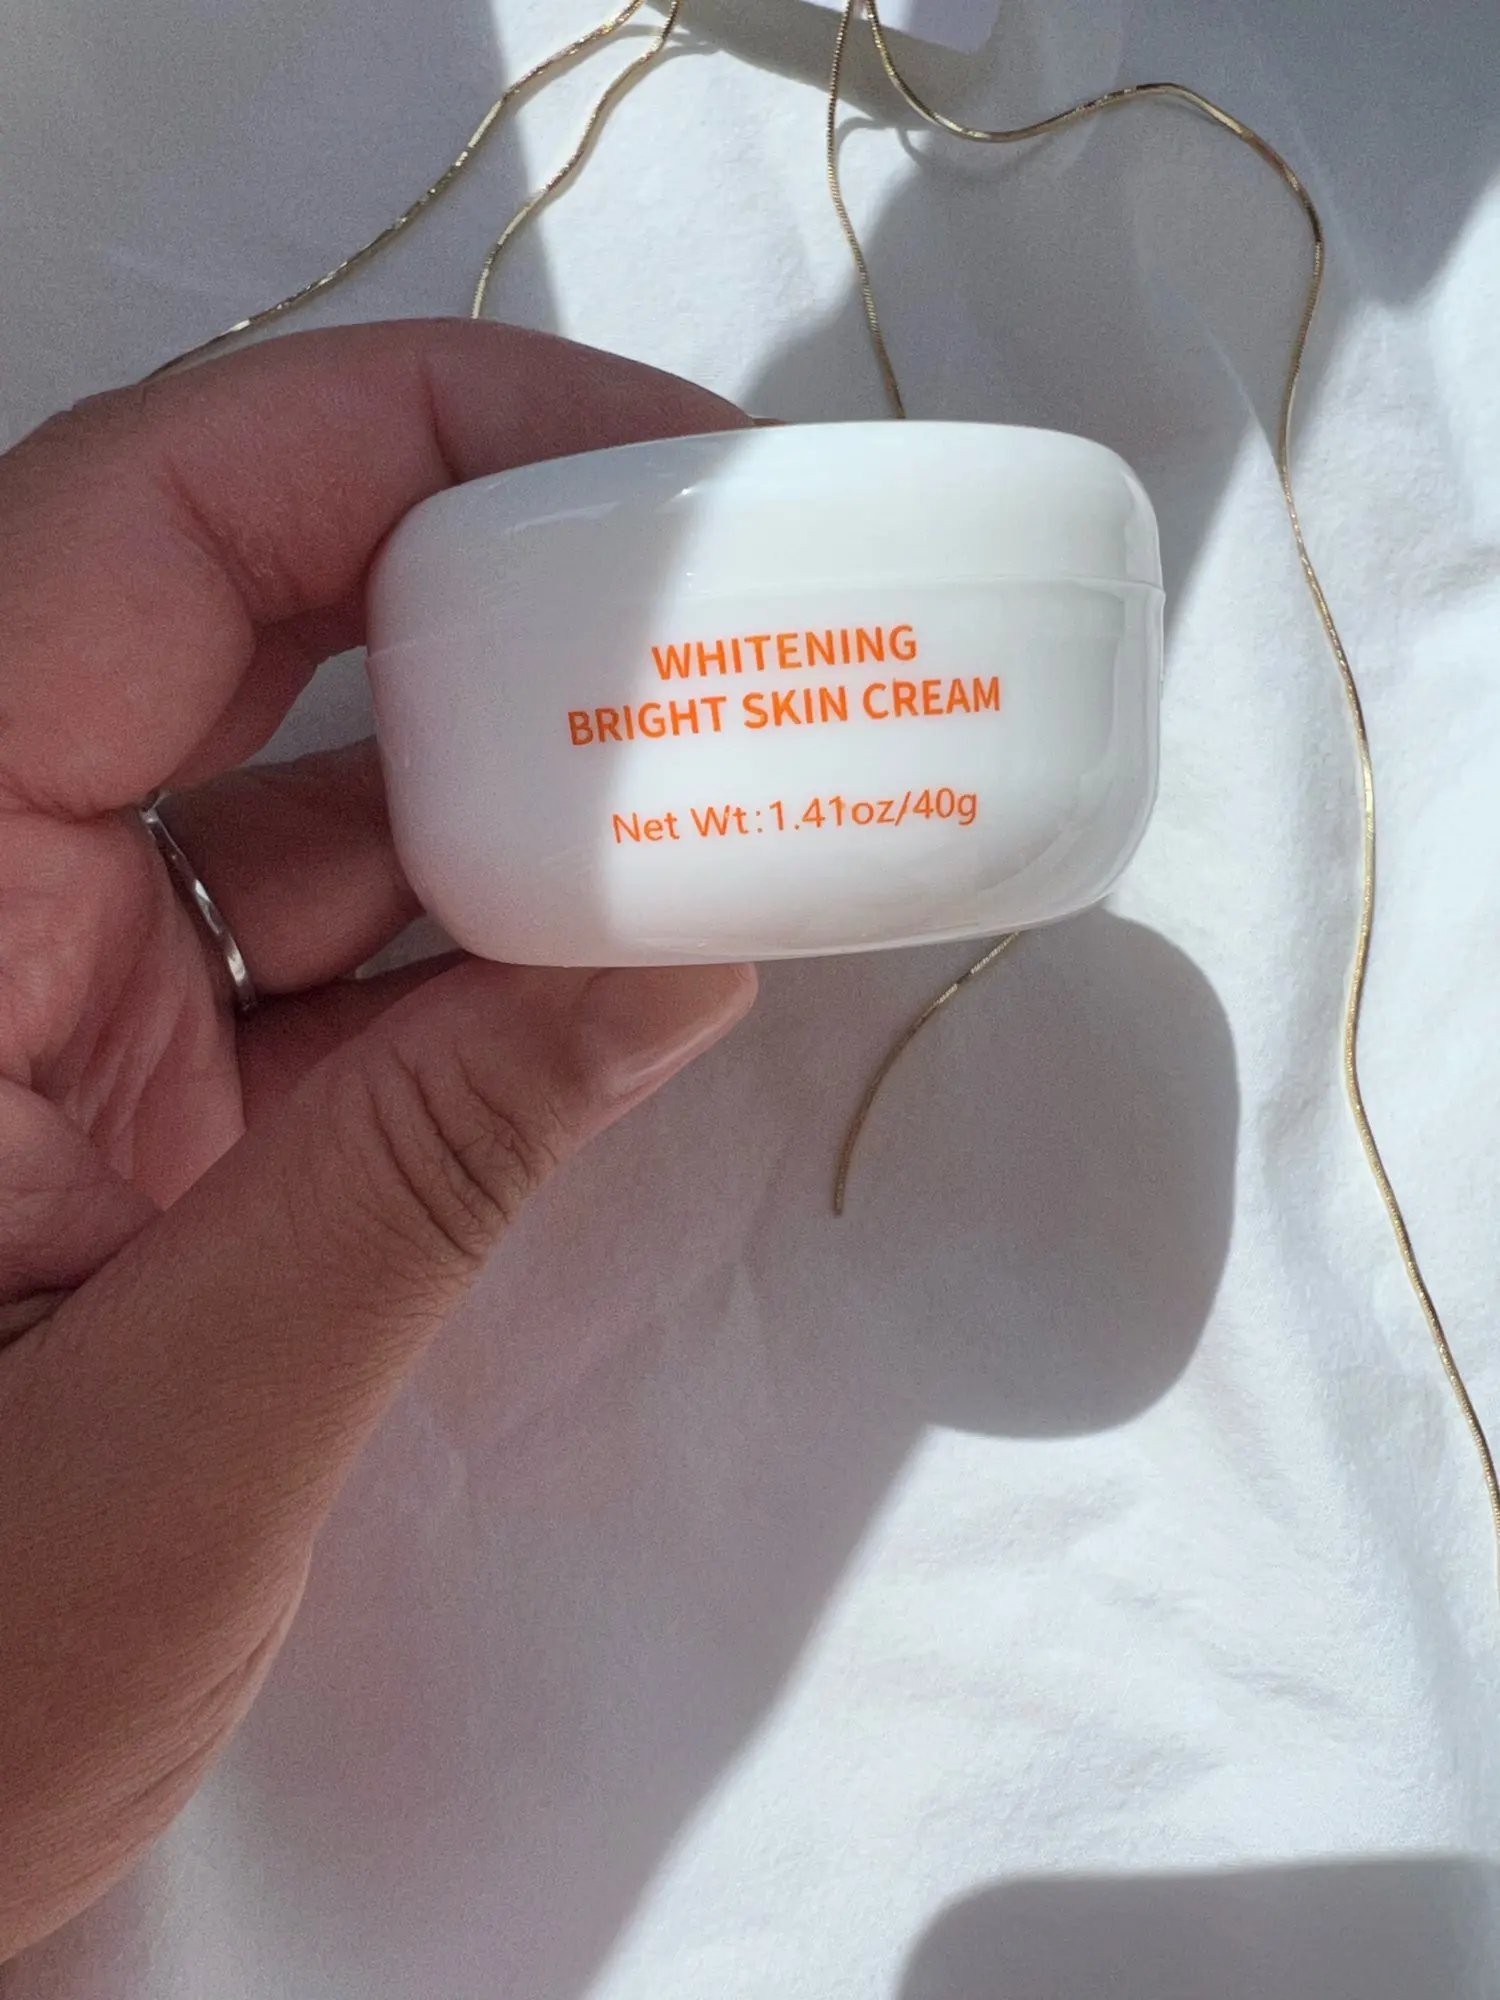 WHITENING
BRIGHT SKIN CREAM
Net Wt:1.41oz/40g